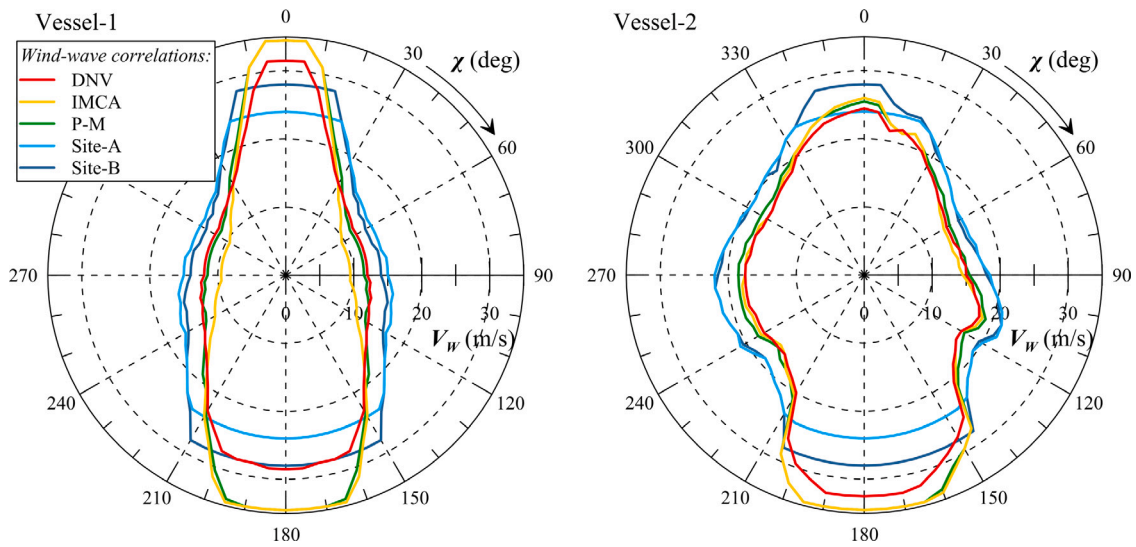 Vessel-1
0
30
χ (deg)
60
90
120
150
180
210
240
270
Wind-wave correlations:
DNV
IMCA
P-M
Site-A
Site-B
0
10
20
30
V_W (m/s)
Vessel-2
0
30
χ (deg)
60
90
120
150
180
210
240
270
300
330
0
10
20
30
V_W (m/s)